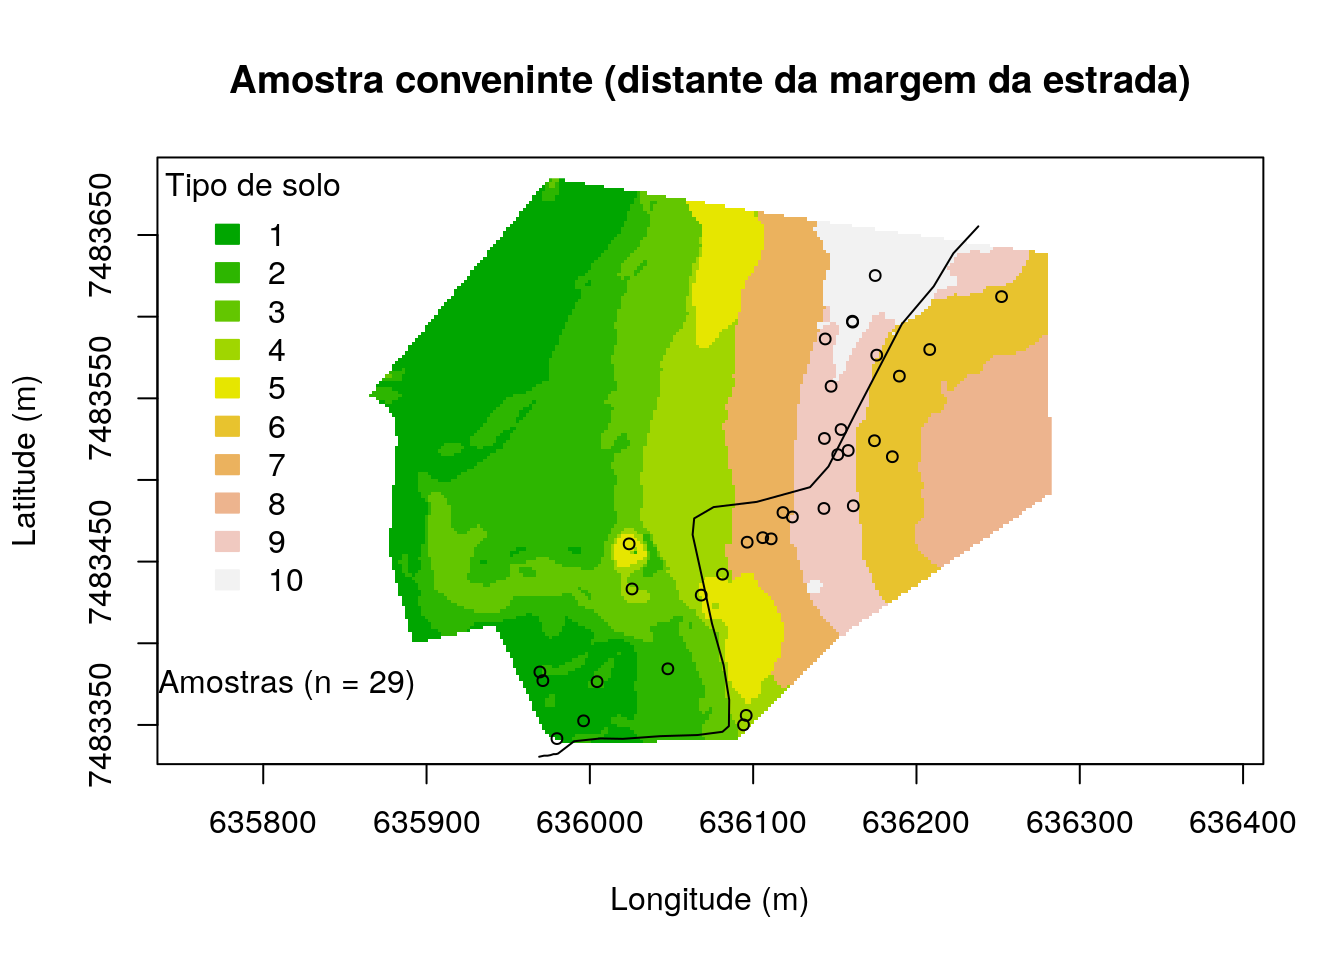 Amostra conveninte (distante da margem da estrada)
Tipo de solo
1
2
3
4
5
6
7
8
9
10
Amostras (n = 29)
Latitude (m)
7483650
7483550
7483450
7483350
635800 635900 636000 636100 636200 636300 636400
Longitude (m)